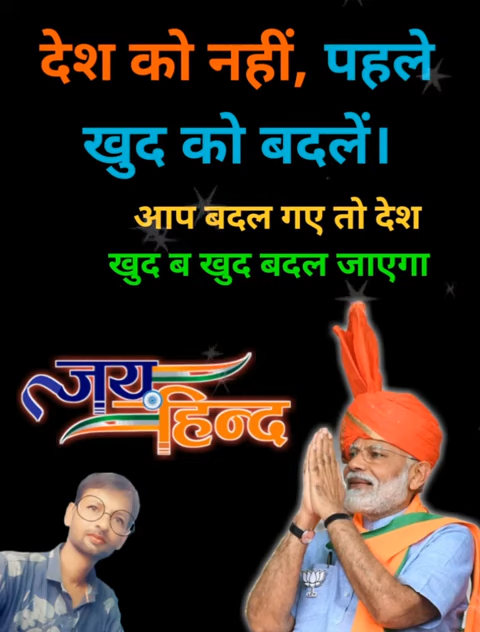 देश को नहीं, पहले
खुद को बदलें।
आप बदल गए तो देश
खुद ब खुद बदल जाएगा
जय
हिन्द